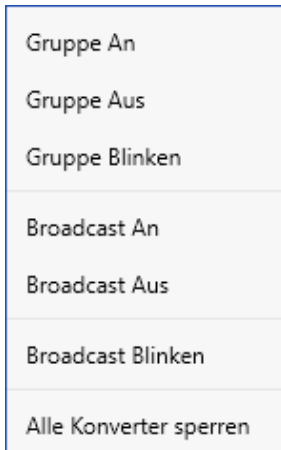 Gruppe An
Gruppe Aus
Gruppe Blinken
Broadcast An
Broadcast Aus
Broadcast Blinken
Alle Konverter sperren